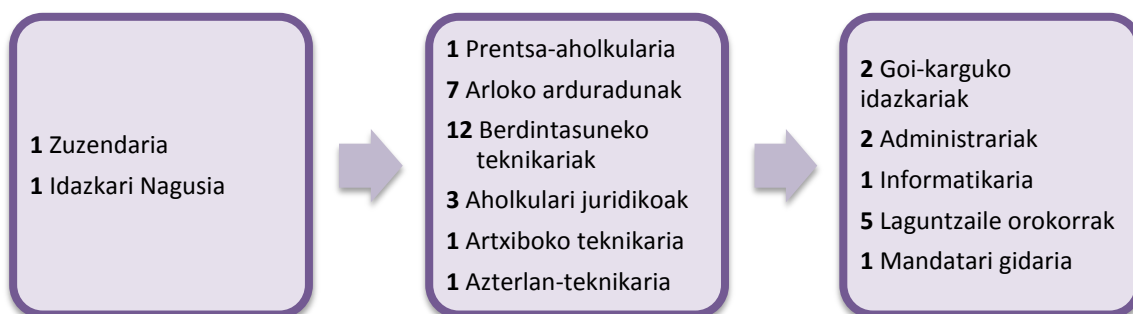 1 Zuzendaria
1 Idazkari Nagusia
1 Prentsa-aholkularia
7 Arloko arduradunak
12 Berdintasuneko
teknikariak
3 Aholkulari juridikoak
1 Artxiboko teknikaria
1 Azterlan-teknikaria
2 Goi-karguko
idazkariak
2 Administrariak
1 Informatikaria
5 Laguntzaile orokorrak
1 Mandatari gidaria